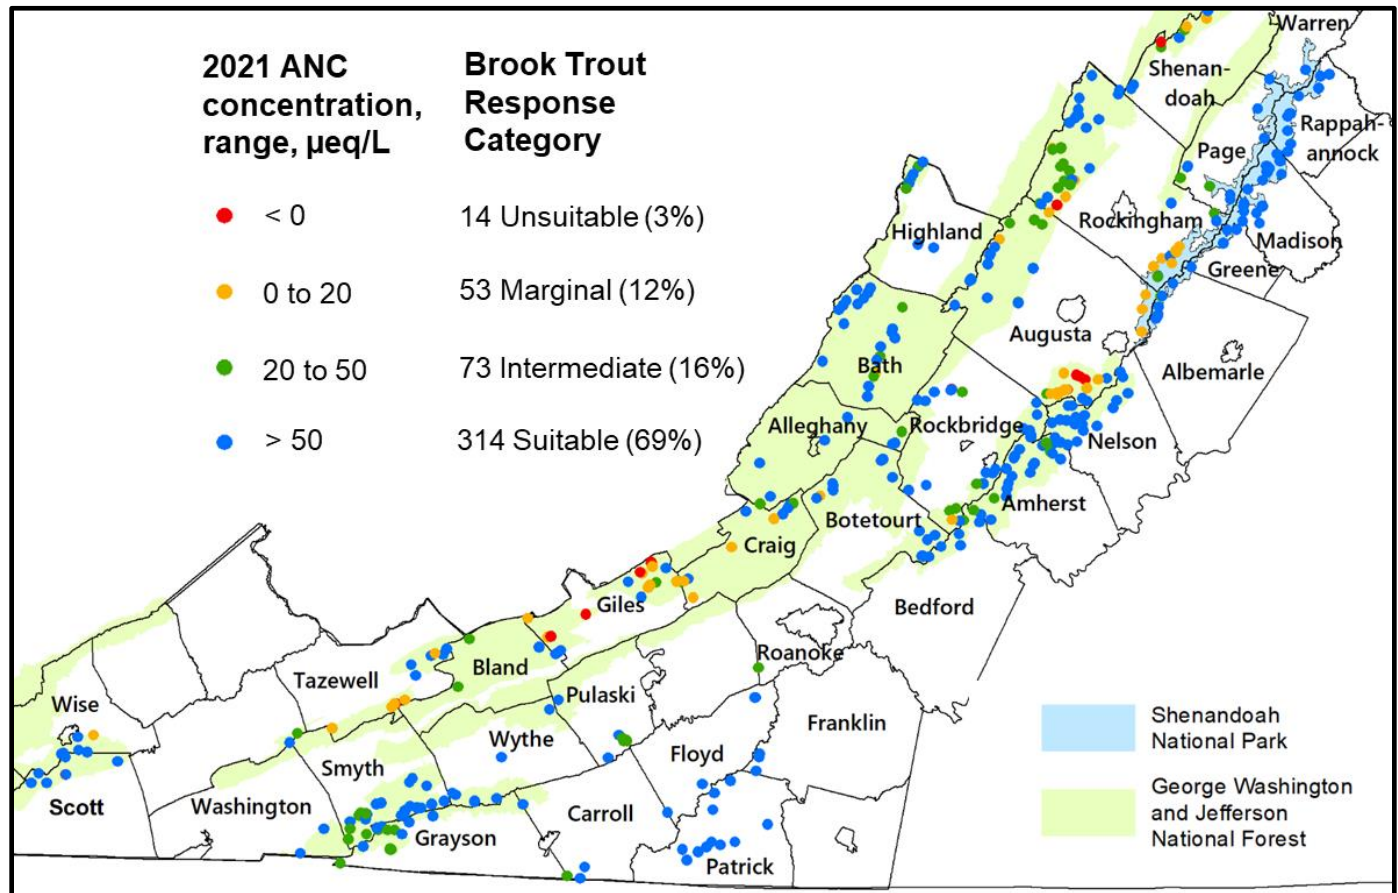 2021 ANC
concentration,
range, µeq/L
Brook Trout
Response
Category
< 0
14 Unsuitable (3%)
0 to 20
53 Marginal (12%)
20 to 50
73 Intermediate (16%)
> 50
314 Suitable (69%)
Warren
Shenan-
doah
Rappah-
annock
Page
Rockingham
Madison
Highland
Greene
Augusta
Albemarle
Bath
Alleghany
Rockbridge
Nelson
Amherst
Botetourt
Craig
Giles
Bedford
Roanoke
Bland
Tazewell
Pulaski
Wise
Franklin
Wythe
Floyd
Smyth
Scott
Washington
Carroll
Grayson
Patrick
Shenandoah
National Park
George Washington
and Jefferson
National Forest